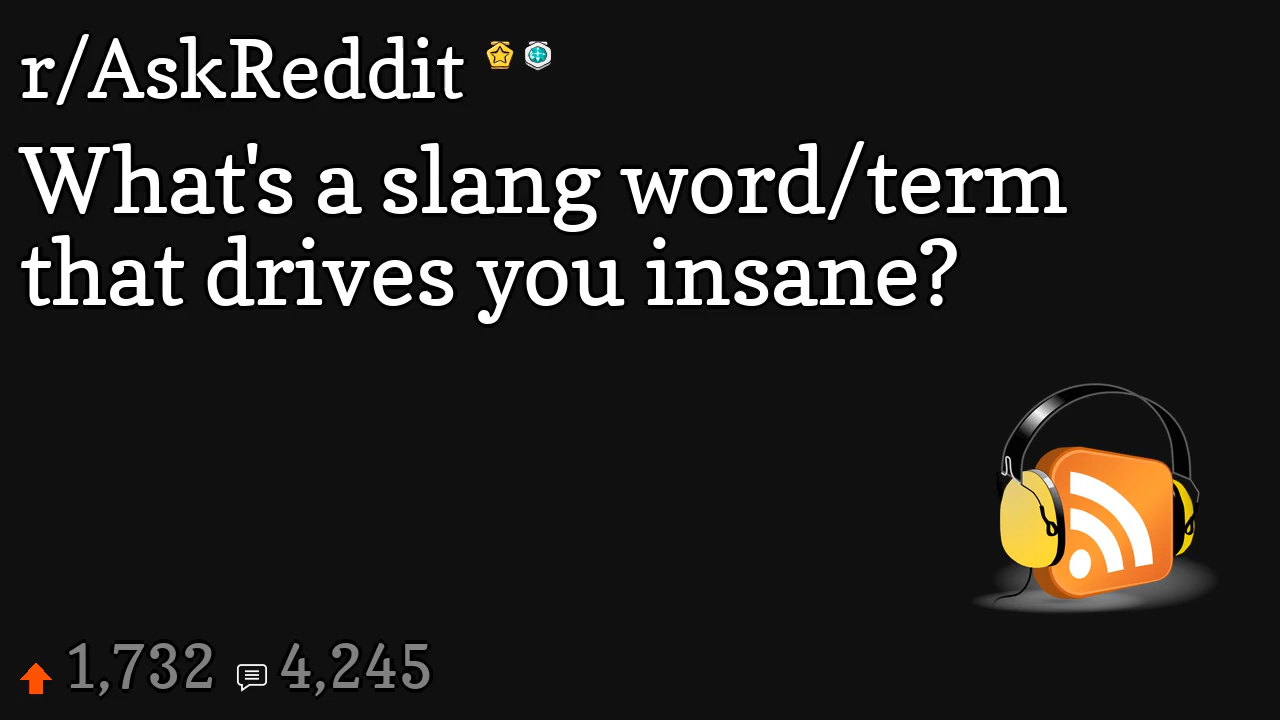 r/AskReddit
What's a slang word/term
that drives you insane?
1,732 4,245